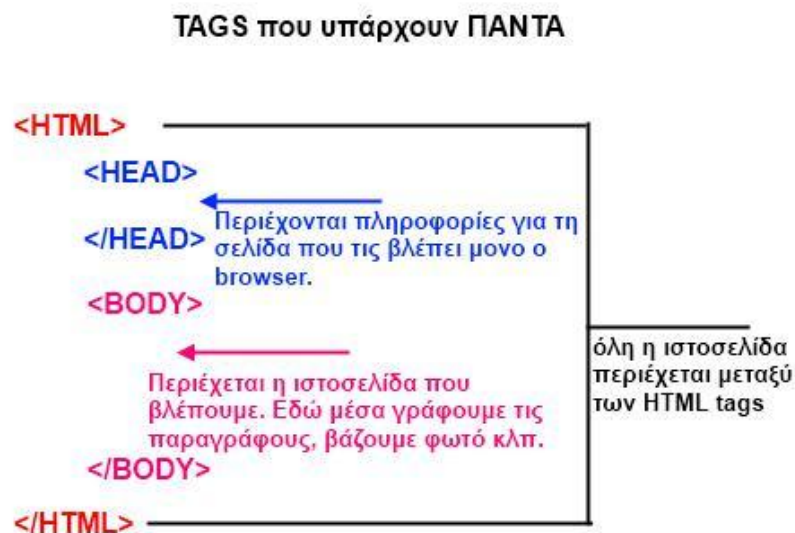 TAGS που υπάρχουν ΠΑΝΤΑ
<HTML>
<HEAD>
Περιέχονται πληροφορίες για τη
</HEAD>
σελίδα που τις βλέπει μονο ο
browser.
<BODY>
όλη η ιστοσελίδα
περιέχεται μεταξύ
των HTML tags
Περιέχεται η ιστοσελίδα που
βλέπουμε. Εδώ μέσα γράφουμε τις
παραγράφους, βάζουμε φωτό κλπ.
</BODY>
</HTML>